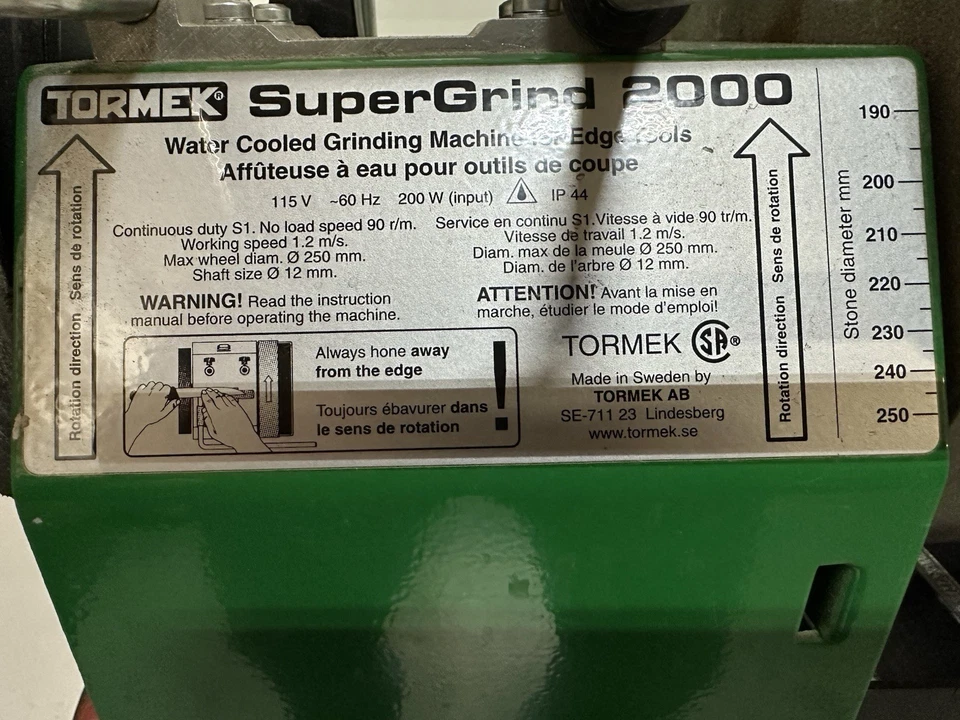 TORMEK® SuperGrind 2000
Water Cooled Grinding Machine for Edge Tools
Affûteuse à eau pour outils de coupe
115 V ~60 Hz 200 W (input) IP 44
Continuous duty S1. No load speed 90 r/m.
Working speed 1.2 m/s.
Max wheel diam. Ø 250 mm.
Shaft size Ø 12 mm.
Service en continu S1.Vitesse à vide 90 tr/m.
Vitesse de travail 1.2 m/s.
Diam. max de la meule Ø 250 mm.
Diam. de l'arbre Ø 12 mm.
WARNING! Read the instruction
manual before operating the machine.
ATTENTION! Avant la mise en
marche, étudier le mode d'emploi!
Always hone away
from the edge
Toujours ébavurer dans
le sens de rotation
!
TORMEK SA®
Made in Sweden by
TORMEK AB
SE-711 23 Lindesberg
www.tormek.se
Rotation direction Sens de rotation
Rotation direction Sens de rotation
Stone diameter mm
190
200
210
220
230
240
250